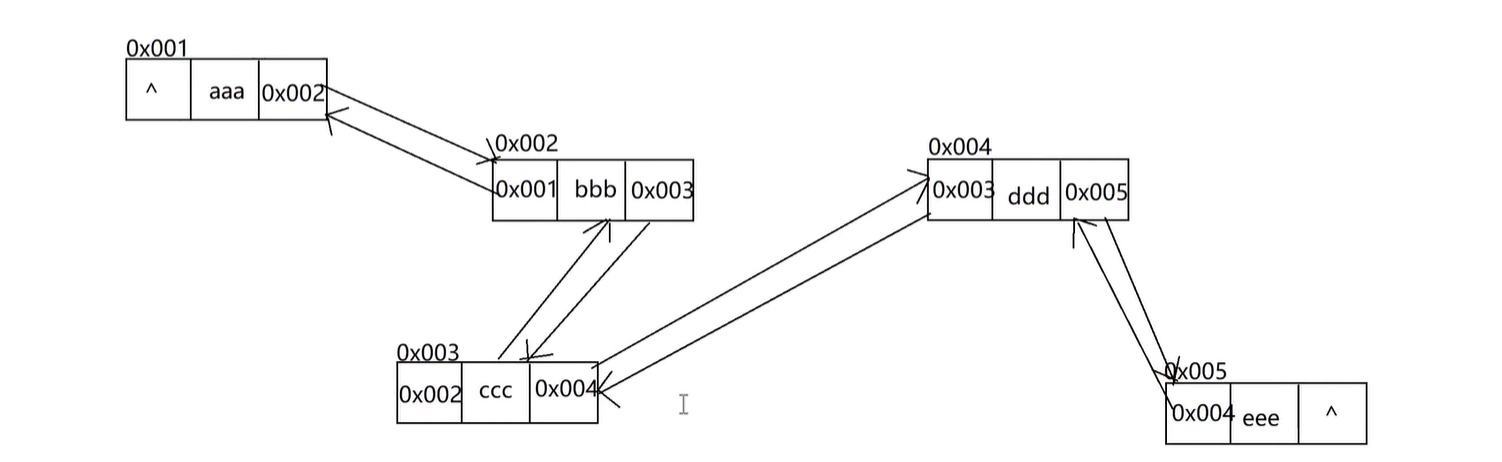 0x001
^ aaa 0x002
0x002
0x001 bbb 0x003
0x003
0x002 ccc 0x004
0x004
0x003 ddd 0x005
0x005
0x004 eee ^